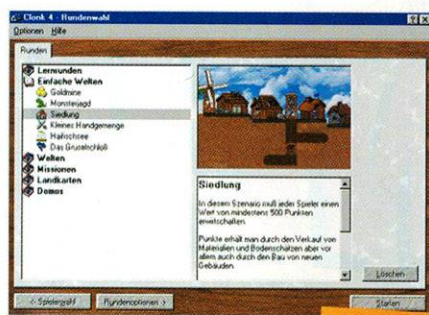 Clonk 4 - Rundenwahl
Optionen Hilfe
Runden
Lernrunden
Einfache Welten
Goldmine
Monsterjagd
Siedlung
Kleines Handgemenge
Haifischsee
Das Gruselschloß
Welten
Missionen
Landkarten
Demos
Siedlung
In diesem Szenario muß jeder Spieler einen
Wert von mindestens 500 Punkten
erwirtschaften.
Punkte erhält man durch den Verkauf von
Materialien und Bodenschätzen aber vor
allem auch durch den Bau von neuen
Gebäuden.
Löschen
< Spielerwahl
Rundenoptionen >
Starten